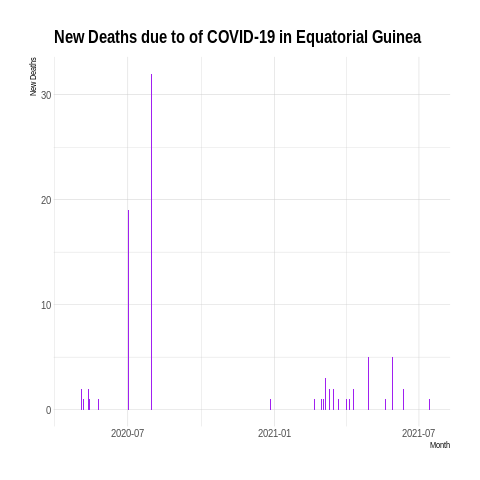 New Deaths due to of COVID-19 in Equatorial Guinea
New Deaths
30
20
10
0
2020-07
2021-01
2021-07
Month